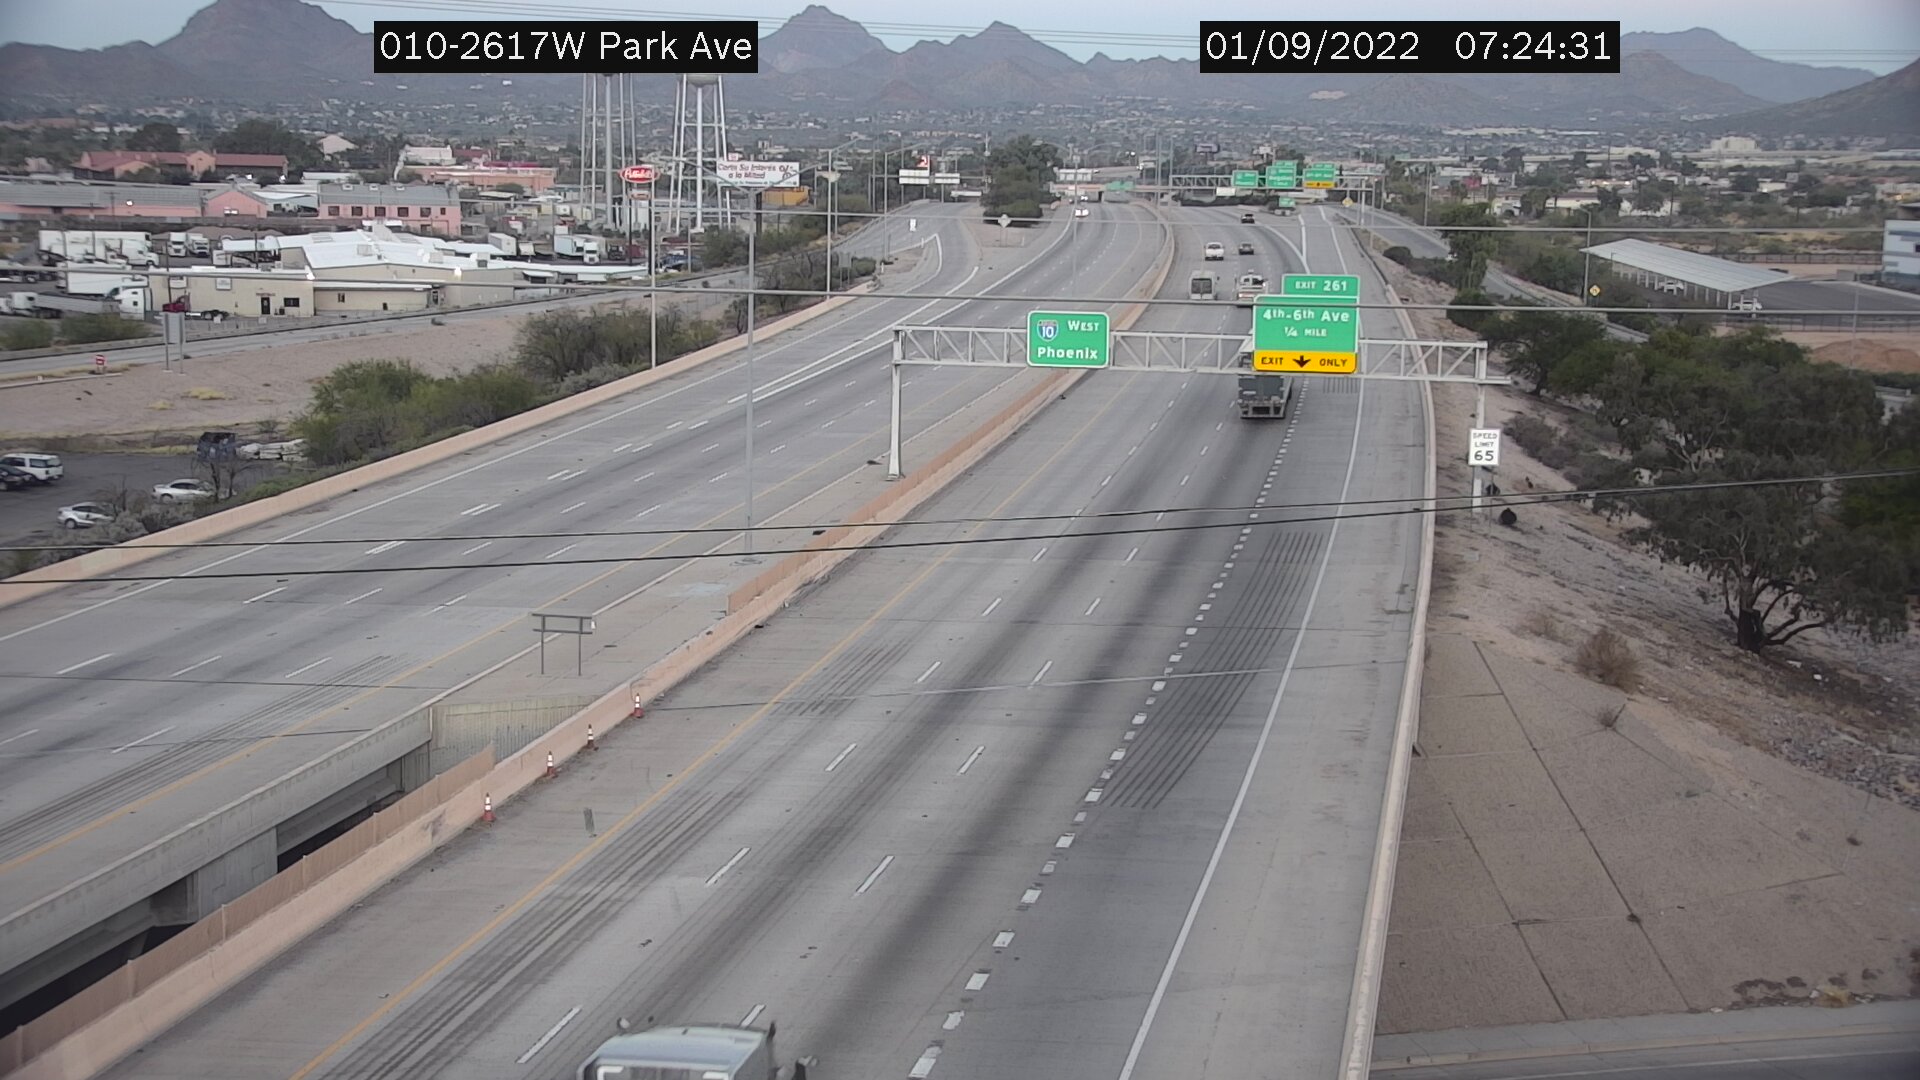 010-2617W Park Ave
01/09/2022 07:24:31
Peterbilt
EXIT 261
10
WEST
Phoenix
4th-6th Ave
1/4 MILE
EXIT ONLY
SPEED
LIMIT
65